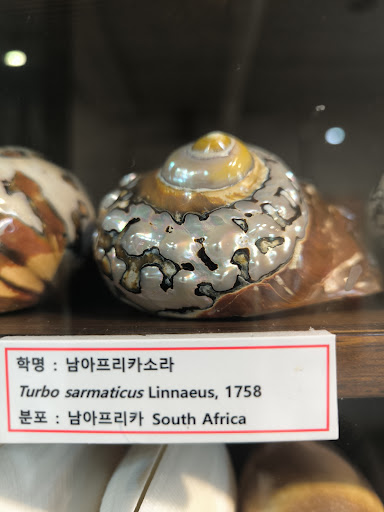 학명 : 남아프리카소라
Turbo sarmaticus Linnaeus, 1758
분포 : 남아프리카 South Africa